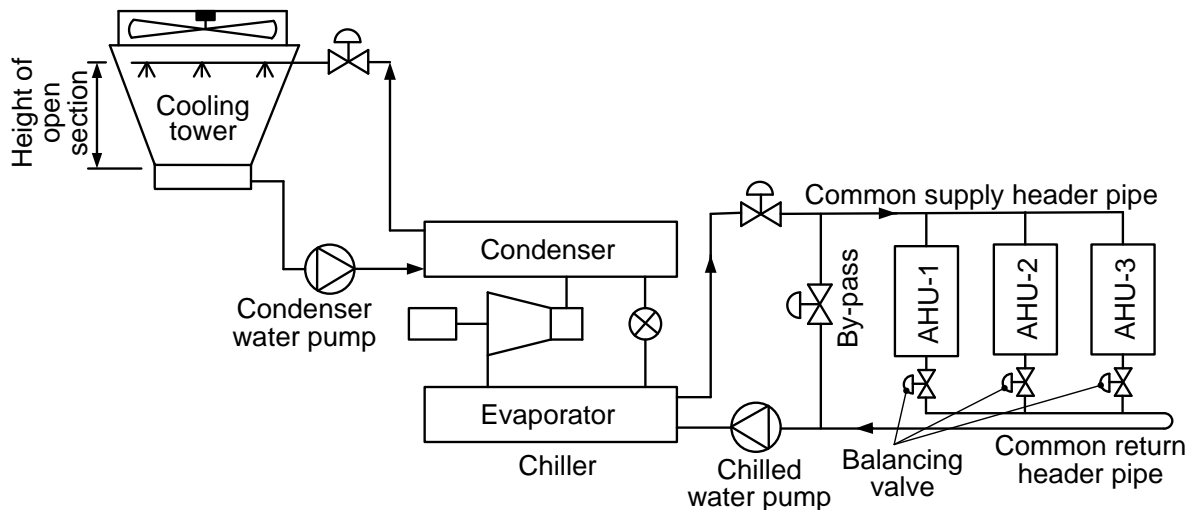 Height of
open
section
Cooling
tower
Condenser
water pump
Condenser
Evaporator
Chiller
Chilled
water pump
Common supply header pipe
By-pass
AHU-1
AHU-2
AHU-3
Balancing
valve
Common return
header pipe